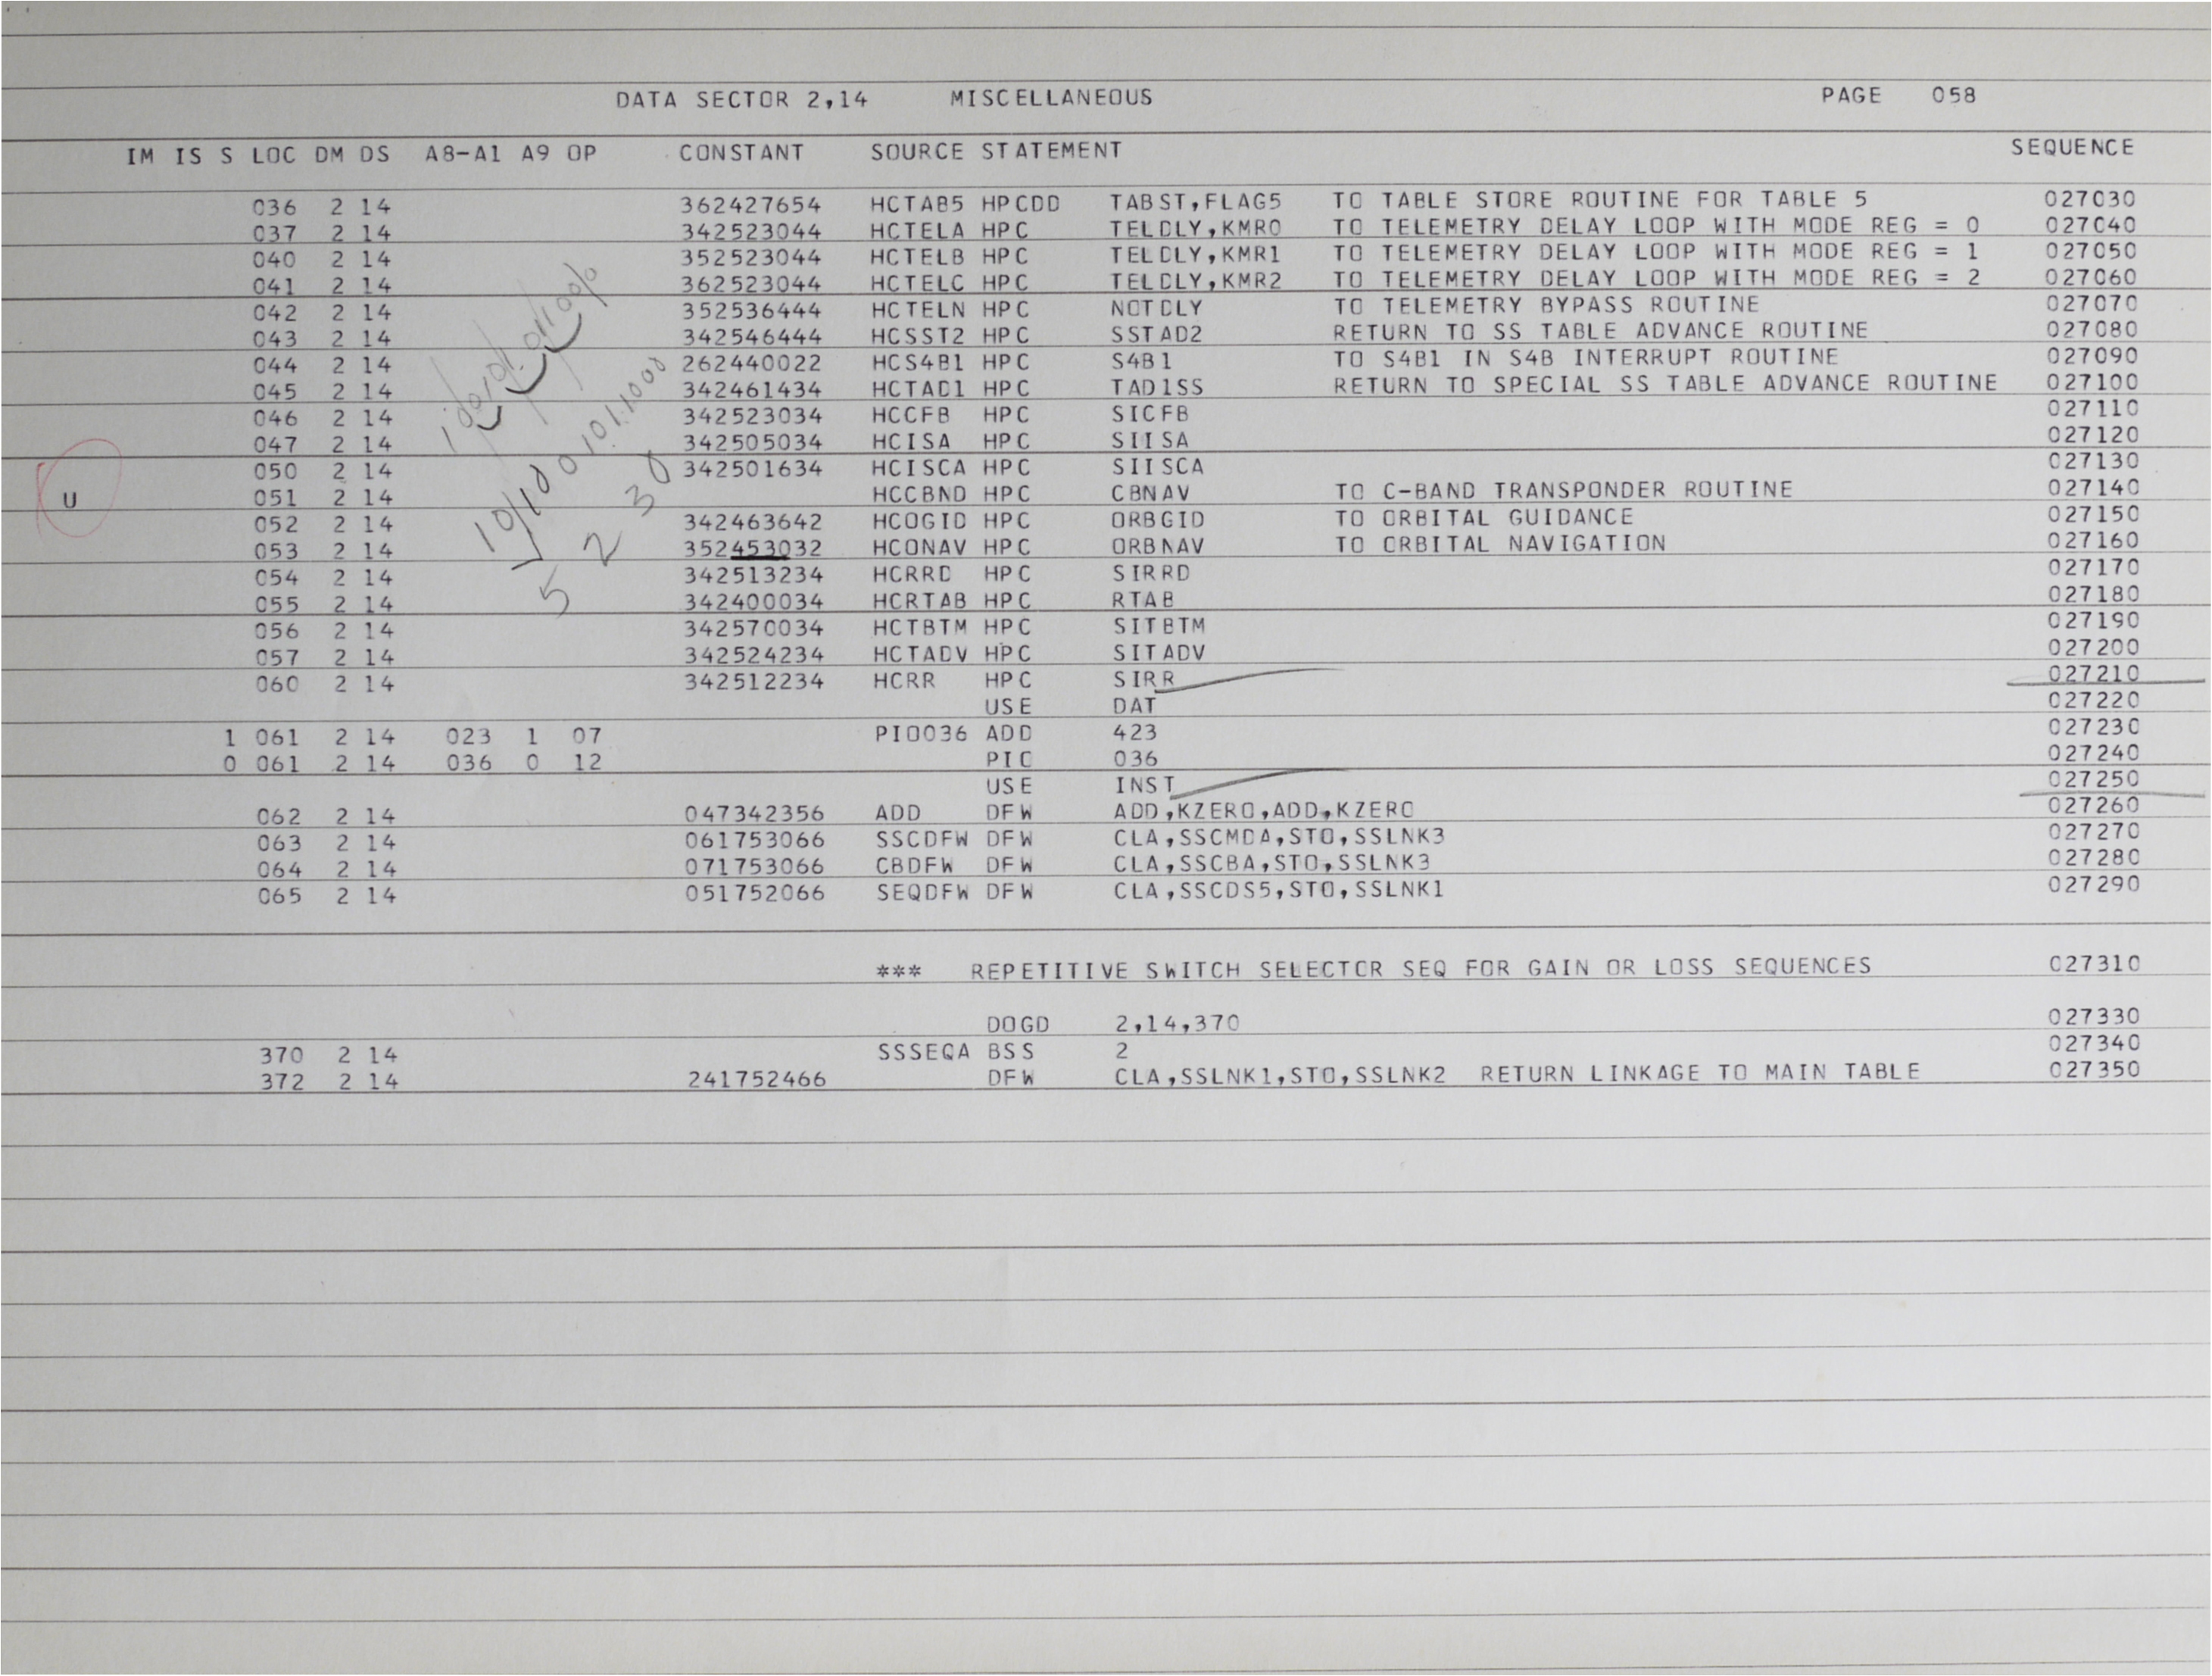 DATA SECTOR 2,14 MISCELLANEOUS PAGE 058
IM IS S LOC DM DS A8-A1 A9 OP CONSTANT SOURCE STATEMENT SEQUENCE
036 2 14 362427654 HCTAB5 HPCDD TABST,FLAG5 TO TABLE STORE ROUTINE FOR TABLE 5 027030
037 2 14 342523044 HCTELA HPC TELDLY,KMR0 TO TELEMETRY DELAY LOOP WITH MODE REG = 0 027040
040 2 14 352523044 HCTELB HPC TELDLY,KMR1 TO TELEMETRY DELAY LOOP WITH MODE REG = 1 027050
041 2 14 362523044 HCTELC HPC TELDLY,KMR2 TO TELEMETRY DELAY LOOP WITH MODE REG = 2 027060
042 2 14 352536444 HCTELN HPC NOTDLY TO TELEMETRY BYPASS ROUTINE 027070
043 2 14 342546444 HCSST2 HPC SSTAD2 RETURN TO SS TABLE ADVANCE ROUTINE 027080
044 2 14 262440022 HCS4B1 HPC S4B1 TO S4B1 IN S4B INTERRUPT ROUTINE 027090
045 2 14 342461434 HCTAD1 HPC TAD1SS RETURN TO SPECIAL SS TABLE ADVANCE ROUTINE 027100
046 2 14 342523034 HCCFB HPC SICFB 027110
047 2 14 342505034 HCISA HPC SIISA 027120
050 2 14 342501634 HCISCA HPC SIISCA 027130
U 051 2 14 HCCBND HPC CBNAV TO C-BAND TRANSPONDER ROUTINE 027140
052 2 14 342463642 HCOGID HPC ORBGID TO ORBITAL GUIDANCE 027150
053 2 14 352453032 HCONAV HPC ORBNAV TO ORBITAL NAVIGATION 027160
054 2 14 342513234 HCRRD HPC SIRRD 027170
055 2 14 342400034 HCRTAB HPC RTAB 027180
056 2 14 342570034 HCTBTM HPC SITBTM 027190
057 2 14 342524234 HCTADV HPC SITADV 027200
060 2 14 342512234 HCRR HPC SIRR 027210
USE DAT 027220
1 061 2 14 023 1 07 PIO036 ADD 423 027230
0 061 2 14 036 0 12 PIO 036 027240
USE INST 027250
062 2 14 047342356 ADD DFW ADD,KZERO,ADD,KZERO 027260
063 2 14 061753066 SSCDFW DFW CLA,SSCMDA,STO,SSLNK3 027270
064 2 14 071753066 CBDFW DFW CLA,SSCBA,STO,SSLNK3 027280
065 2 14 051752066 SEQDFW DFW CLA,SSCDS5,STO,SSLNK1 027290
*** REPETITIVE SWITCH SELECTOR SEQ FOR GAIN OR LOSS SEQUENCES 027310
DOGD 2,14,370 027330
370 2 14 SSSEQA BSS 2 027340
372 2 14 241752466 DFW CLA,SSLNK1,STO,SSLNK2 RETURN LINKAGE TO MAIN TABLE 027350
5 2 3 0